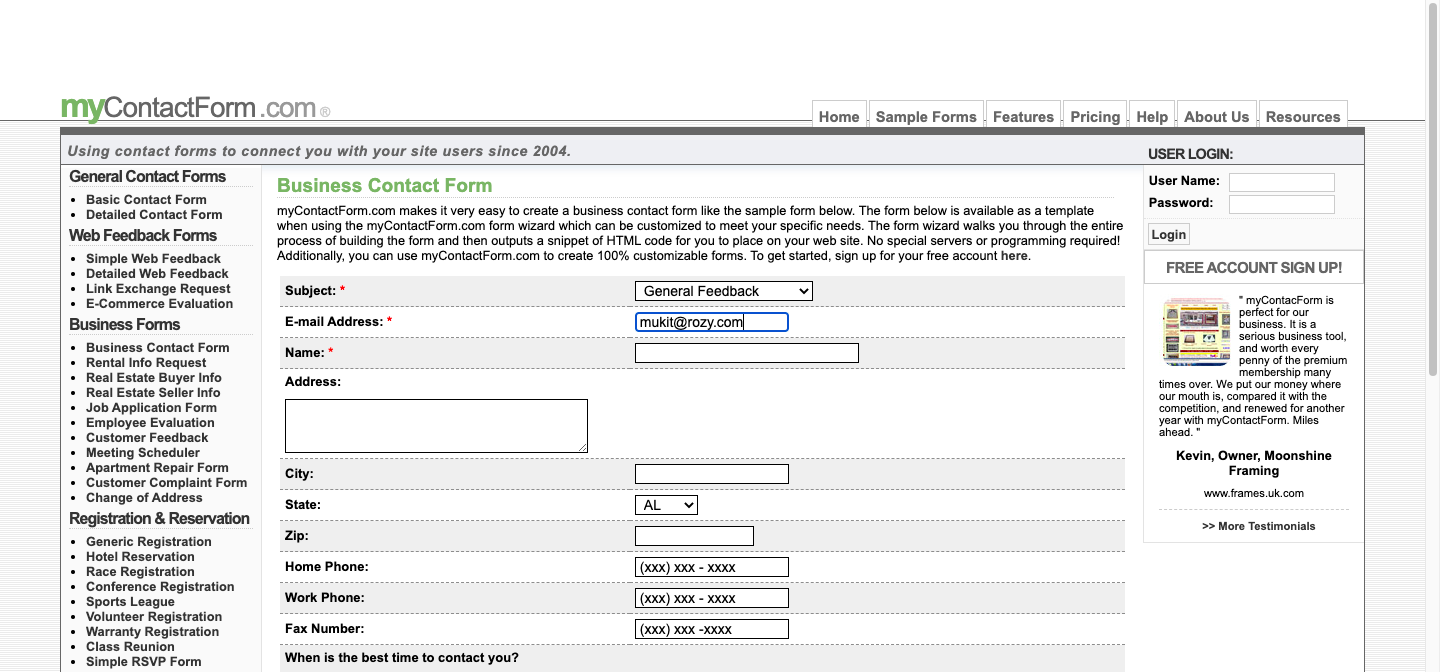 myContactForm.com ®
Home
Sample Forms
Features
Pricing
Help
About Us
Resources
Using contact forms to connect you with your site users since 2004.
General Contact Forms
Basic Contact Form
Detailed Contact Form
Web Feedback Forms
Simple Web Feedback
Detailed Web Feedback
Link Exchange Request
E-Commerce Evaluation
Business Forms
Business Contact Form
Rental Info Request
Real Estate Buyer Info
Real Estate Seller Info
Job Application Form
Employee Evaluation
Customer Feedback
Meeting Scheduler
Apartment Repair Form
Customer Complaint Form
Change of Address
Registration & Reservation
Generic Registration
Hotel Reservation
Race Registration
Conference Registration
Sports League
Volunteer Registration
Warranty Registration
Class Reunion
Simple RSVP Form
Business Contact Form
myContactForm.com makes it very easy to create a business contact form like the sample form below. The form below is available as a template
when using the myContactForm.com form wizard which can be customized to meet your specific needs. The form wizard walks you through the entire
process of building the form and then outputs a snippet of HTML code for you to place on your web site. No special servers or programming required!
Additionally, you can use myContactForm.com to create 100% customizable forms. To get started, sign up for your free account here.
Subject: * General Feedback
E-mail Address: * mukit@rozy.com
Name: *
Address:
City:
State: AL
Zip:
Home Phone: (xxx) xxx - xxxx
Work Phone: (xxx) xxx - xxxx
Fax Number: (xxx) xxx -xxxx
When is the best time to contact you?
USER LOGIN:
User Name:
Password:
Login
FREE ACCOUNT SIGN UP!
" myContactForm is
perfect for our
business. It is a
serious business tool,
and worth every
penny of the premium
membership many
times over. We put our money where
our mouth is, compared it with the
competition, and renewed for another
year with myContactForm. Miles
ahead. "
Kevin, Owner, Moonshine
Framing
www.frames.uk.com
>> More Testimonials